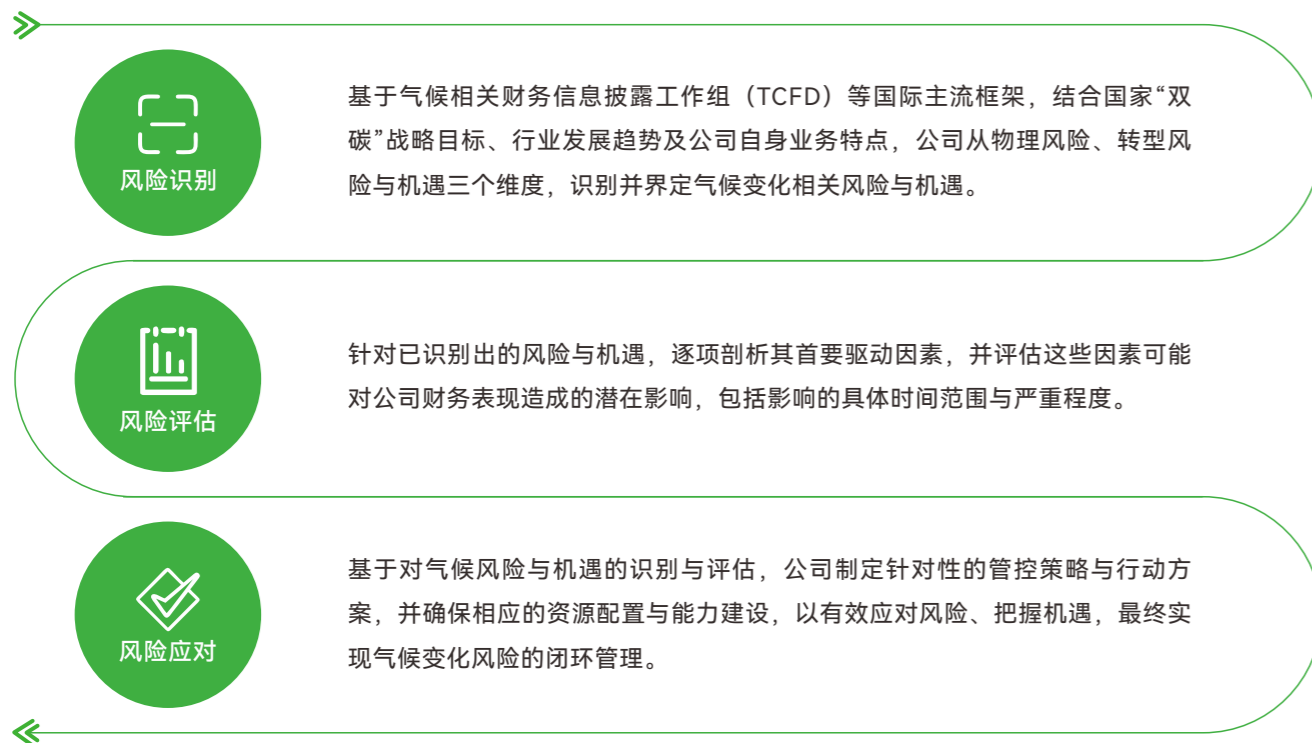 风险识别
基于气候相关财务信息披露工作组（TCFD）等国际主流框架，结合国家“双
碳”战略目标、行业发展趋势及公司自身业务特点，公司从物理风险、转型风
险与机遇三个维度，识别并界定气候变化相关风险与机遇。
风险评估
针对已识别出的风险与机遇，逐项剖析其首要驱动因素，并评估这些因素可能
对公司财务表现造成的潜在影响，包括影响的具体时间范围与严重程度。
风险应对
基于对气候风险与机遇的识别与评估，公司制定针对性的管控策略与行动方
案，并确保相应的资源配置与能力建设，以有效应对风险、把握机遇，最终实
现气候变化风险的闭环管理。